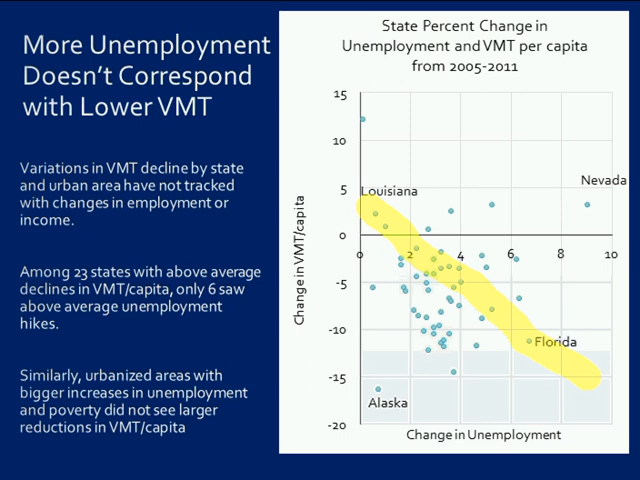 More Unemployment
Doesn't Correspond
with Lower VMT
Variations in VMT decline by state
and urban area have not tracked
with changes in employment or
income.
Among 23 states with above average
declines in VMT/capita, only 6 saw
above average unemployment
hikes.
Similarly, urbanized areas with
bigger increases in unemployment
and poverty did not see larger
reductions in VMT/capita
State Percent Change in
Unemployment and VMT per capita
from 2005-2011
15
10
5
0
-5
-10
-15
-20
Change in VMT/capita
Louisiana
Nevada
0 2 4 6 8 10
Florida
Alaska
Change in Unemployment